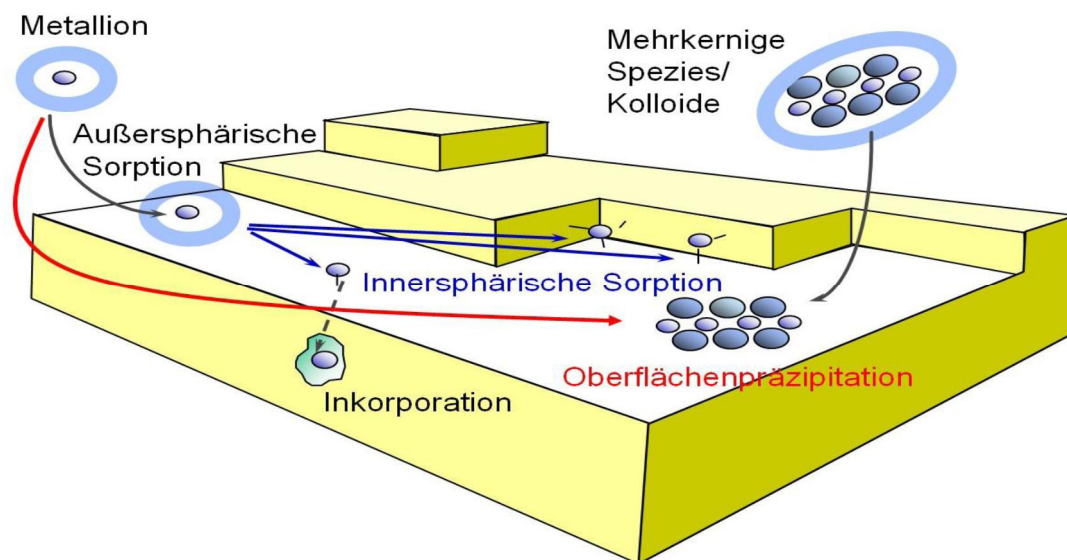 Metallion
Mehrkernige
Spezies/
Kolloide
Außersphärische
Sorption
Innersphärische Sorption
Oberflächenpräzipitation
Inkorporation